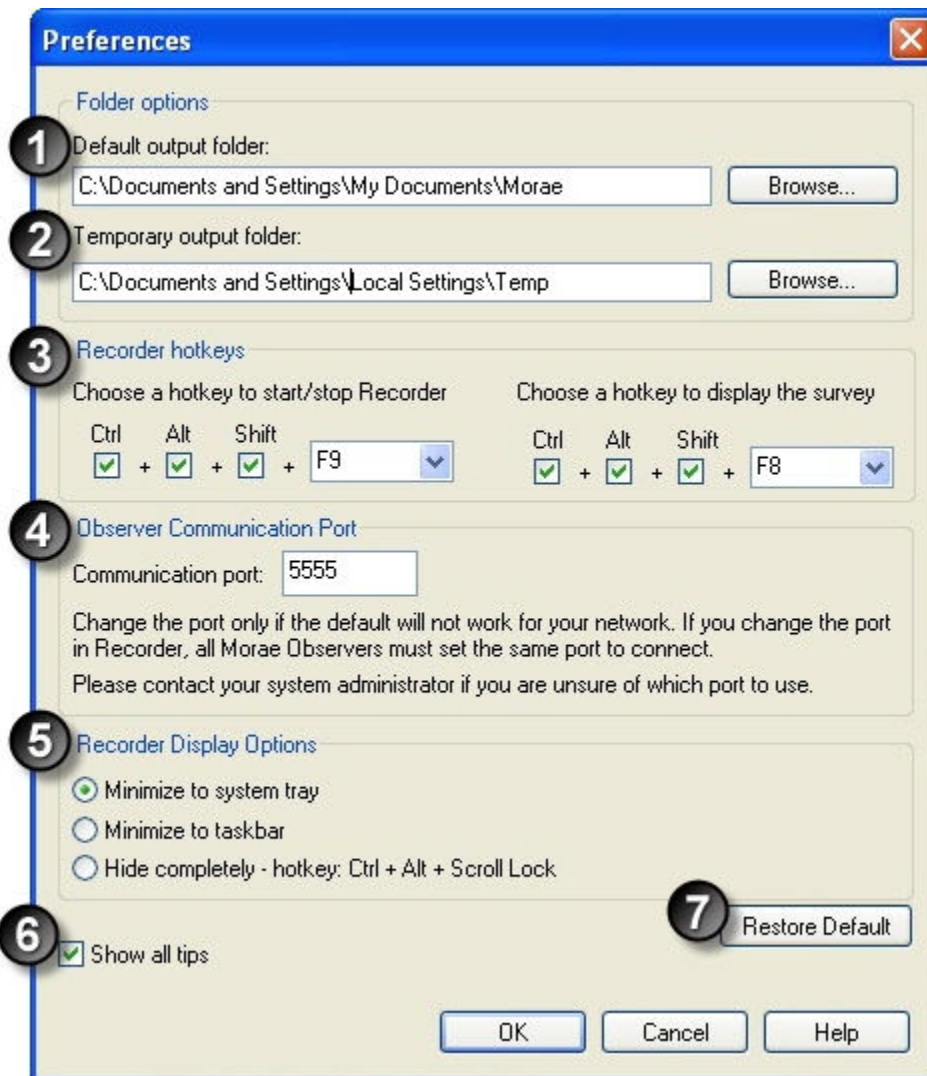 Preferences
Folder options
1
Default output folder:
C:\Documents and Settings\My Documents\Morae
Browse...
2
Temporary output folder:
C:\Documents and Settings\Local Settings\Temp
Browse...
3
Recorder hotkeys
Choose a hotkey to start/stop Recorder
Ctrl Alt Shift
+ + + F9
Choose a hotkey to display the survey
Ctrl Alt Shift
+ + + F8
4
Observer Communication Port
Communication port: 5555
Change the port only if the default will not work for your network. If you change the port
in Recorder, all Morae Observers must set the same port to connect.
Please contact your system administrator if you are unsure of which port to use.
5
Recorder Display Options
Minimize to system tray
Minimize to taskbar
Hide completely - hotkey: Ctrl + Alt + Scroll Lock
6
Show all tips
7
Restore Default
OK Cancel Help